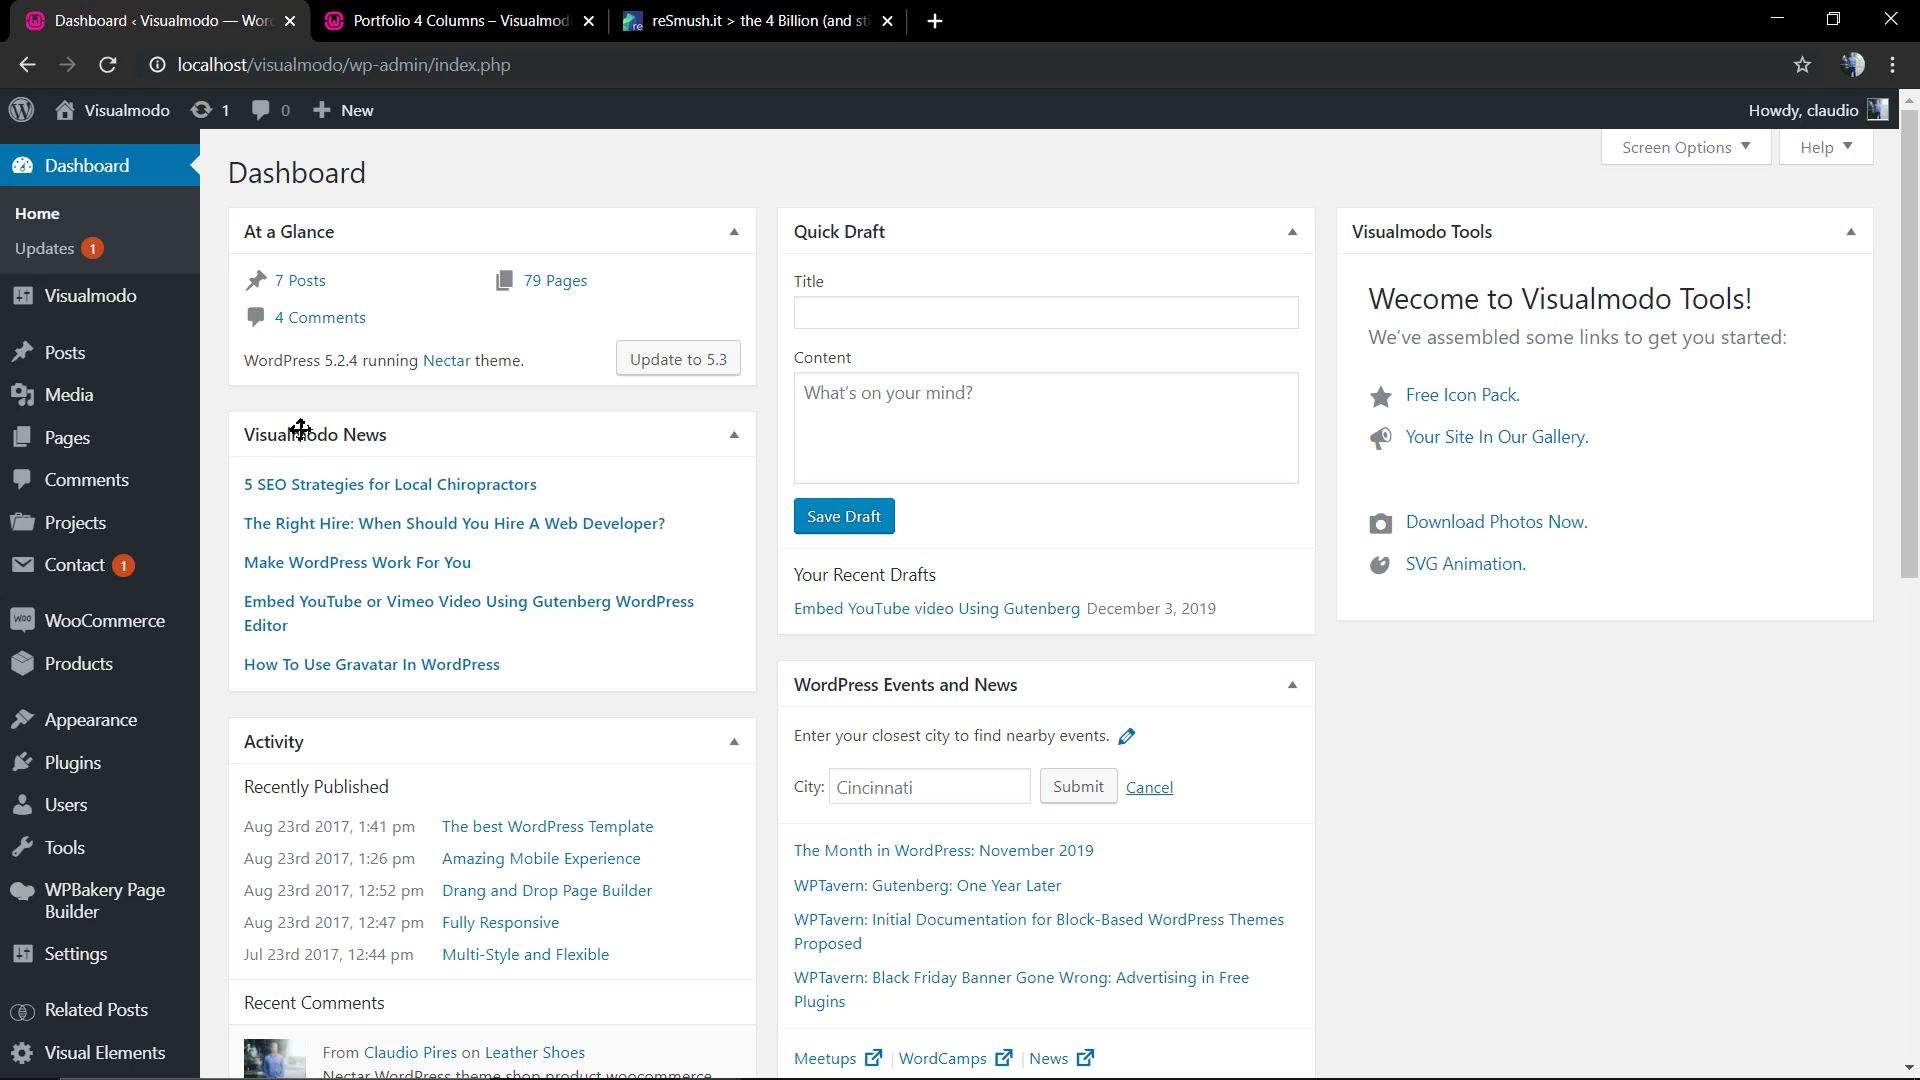 Dashboard ‹ Visualmodo — Wor
Portfolio 4 Columns – Visualmod
reSmush.it > the 4 Billion (and sti
localhost/visualmodo/wp-admin/index.php
Visualmodo 1 0 New
Howdy, claudio
Dashboard
Home
Updates 1
Visualmodo
Posts
Media
Pages
Comments
Projects
Contact 1
WooCommerce
Products
Appearance
Plugins
Users
Tools
WPBakery Page
Builder
Settings
Related Posts
Visual Elements
Screen Options
Help
Dashboard
At a Glance
7 Posts
79 Pages
4 Comments
WordPress 5.2.4 running Nectar theme.
Update to 5.3
Visualmodo News
5 SEO Strategies for Local Chiropractors
The Right Hire: When Should You Hire A Web Developer?
Make WordPress Work For You
Embed YouTube or Vimeo Video Using Gutenberg WordPress
Editor
How To Use Gravatar In WordPress
Activity
Recently Published
Aug 23rd 2017, 1:41 pm The best WordPress Template
Aug 23rd 2017, 1:26 pm Amazing Mobile Experience
Aug 23rd 2017, 12:52 pm Drang and Drop Page Builder
Aug 23rd 2017, 12:47 pm Fully Responsive
Jul 23rd 2017, 12:44 pm Multi-Style and Flexible
Recent Comments
From Claudio Pires on Leather Shoes
Nectar WordPress theme shop product woocommerce
Quick Draft
Title
Content
What's on your mind?
Save Draft
Your Recent Drafts
Embed YouTube video Using Gutenberg December 3, 2019
WordPress Events and News
Enter your closest city to find nearby events.
City: Cincinnati Submit Cancel
The Month in WordPress: November 2019
WPTavern: Gutenberg: One Year Later
WPTavern: Initial Documentation for Block-Based WordPress Themes
Proposed
WPTavern: Black Friday Banner Gone Wrong: Advertising in Free
Plugins
Meetups | WordCamps | News
Visualmodo Tools
Wecome to Visualmodo Tools!
We've assembled some links to get you started:
Free Icon Pack.
Your Site In Our Gallery.
Download Photos Now.
SVG Animation.